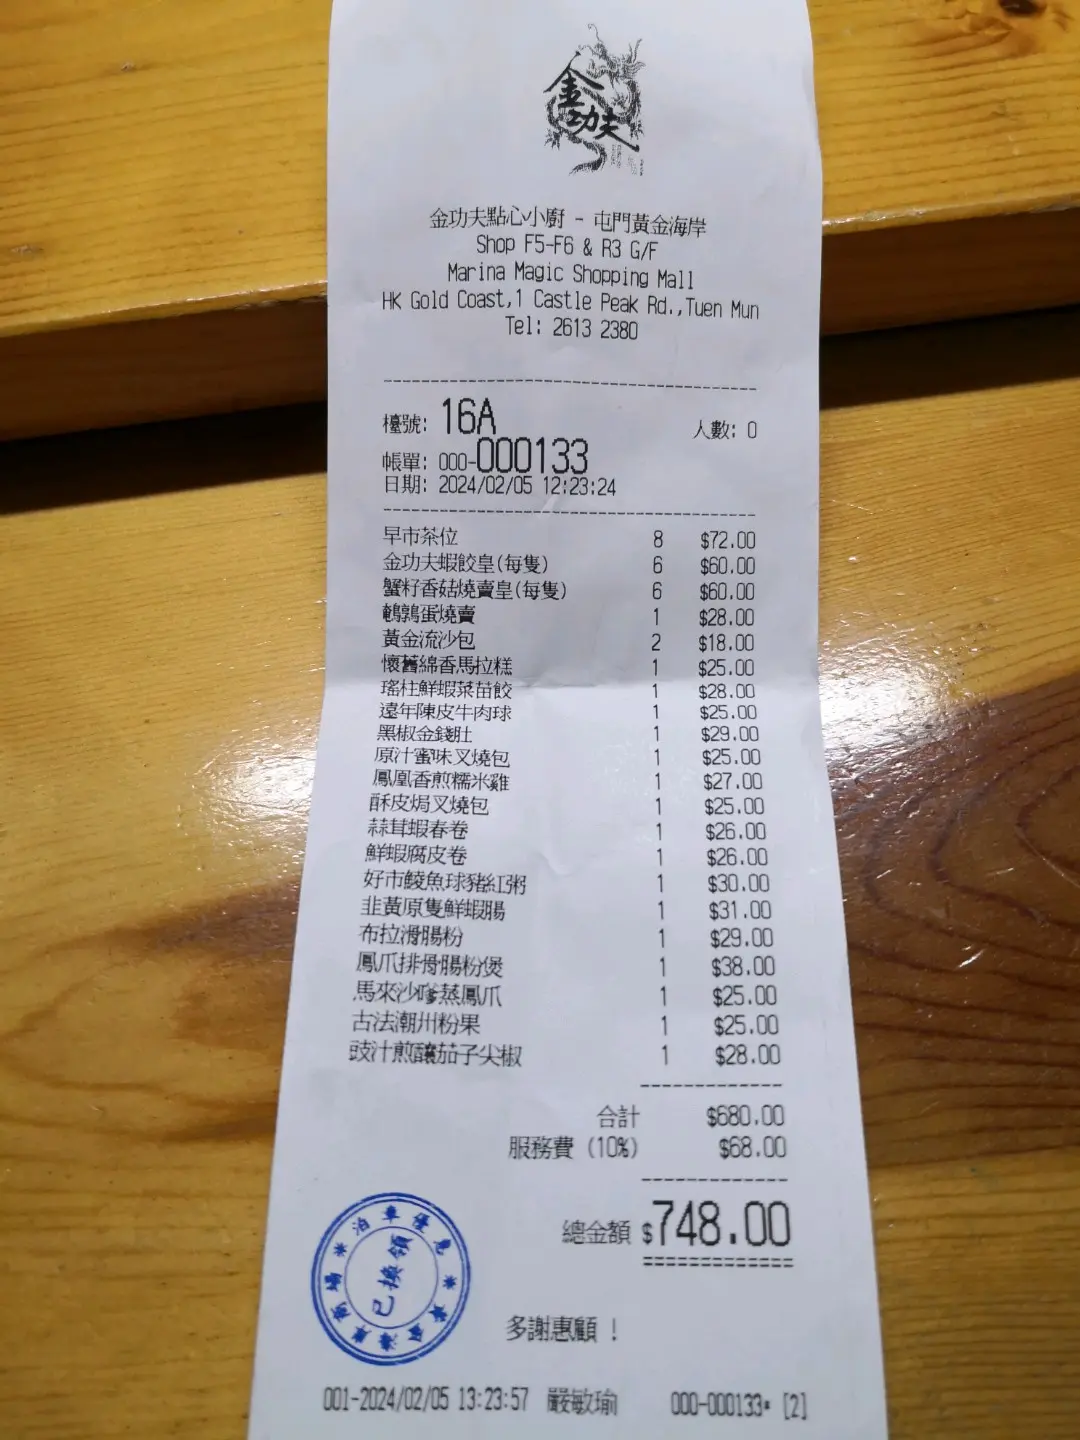 金功夫
金功夫點心小廚 - 屯門黃金海岸
Shop F5-F6 & R3 G/F
Marina Magic Shopping Mall
HK Gold Coast,1 Castle Peak Rd.,Tuen Mun
Tel: 2613 2380
檯號: 16A 人數: 0
帳單: 000-000133
日期: 2024/02/05 12:23:24
早市茶位 8 $72.00
金功夫蝦餃皇(每隻) 6 $60.00
蟹籽香菇燒賣皇(每隻) 6 $60.00
鵪鶉蛋燒賣 1 $28.00
黃金流沙包 2 $18.00
懷舊綿香馬拉糕 1 $25.00
瑤柱鮮蝦菜苗餃 1 $28.00
遠年陳皮牛肉球 1 $25.00
黑椒金錢肚 1 $29.00
原汁蜜味叉燒包 1 $25.00
鳳凰香煎糯米雞 1 $27.00
酥皮焗叉燒包 1 $25.00
蒜茸蝦春卷 1 $26.00
鮮蝦腐皮卷 1 $26.00
好市鯪魚球豬紅粥 1 $30.00
韭黃原隻鮮蝦腸 1 $31.00
布拉滑腸粉 1 $29.00
鳳爪排骨腸粉煲 1 $38.00
馬來沙嗲蒸鳳爪 1 $25.00
古法潮州粉果 1 $25.00
豉汁煎釀茄子尖椒 1 $28.00
合計 $680.00
服務費 (10%) $68.00
總金額 $748.00
黃金海岸商場 * 泊車優惠 *
已換領
多謝惠顧 !
001-2024/02/05 13:23:57 嚴敏瑜 000-000133* [2]